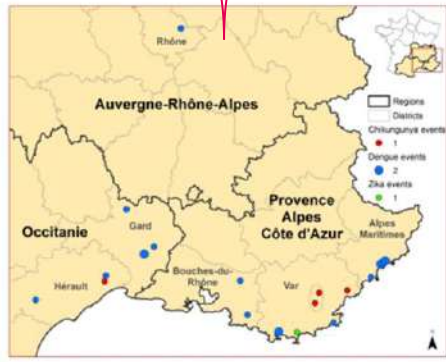 Rhône
Auvergne-Rhône-Alpes
Regions
Districts
Chikungunya events
1
Dengue events
2
Zika events
1
Provence
Alpes
Côte d'Azur
Alpes
Maritimes
Occitanie
Gard
Hérault
Bouches-du-
Rhône
Var